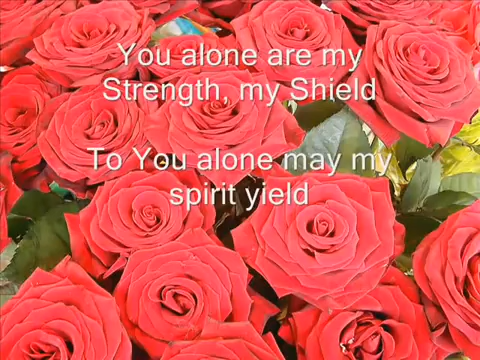 You alone are my
Strength, my Shield
To You alone may my
spirit yield